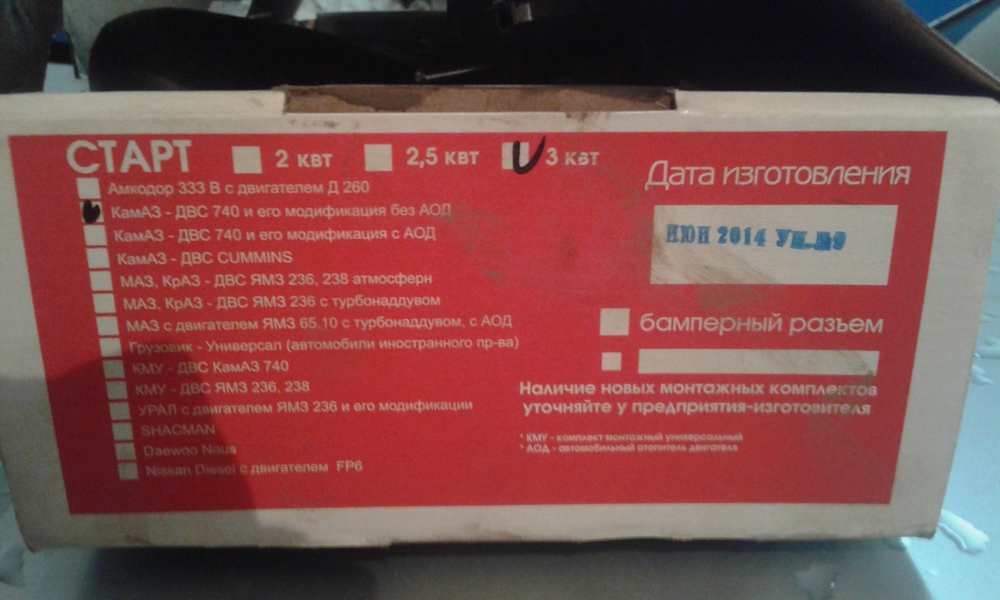 СТАРТ 2 квт 2,5 квт 3 квт
Амкодор 333 В с двигателем Д 260
КамАЗ - ДВС 740 и его модификация без АОД
КамАЗ - ДВС 740 и его модификация с АОД
КамАЗ - ДВС CUMMINS
МАЗ, КрАЗ - ДВС ЯМЗ 236, 238 атмосферн
МАЗ, КрАЗ - ДВС ЯМЗ 236 с турбонаддувом
МАЗ с двигателем ЯМЗ 65.10 с турбонаддувом, с АОД
Грузовик - Универсал (автомобили иностранного пр-ва)
КМУ - ДВС КамАЗ 740
КМУ - ДВС ЯМЗ 236, 238
УРАЛ с двигателем ЯМЗ 236 и его модификации
SHACMAN
Daewoo Nous
Nissan Diesel с двигателем FP6
Дата изготовления
ИЮН 2014 УП.№9
бамперный разъем
Наличие новых монтажных комплектов
уточняйте у предприятия-изготовителя
* КМУ - комплект монтажный универсальный
* АОД - автомобильный отопитель двигателя